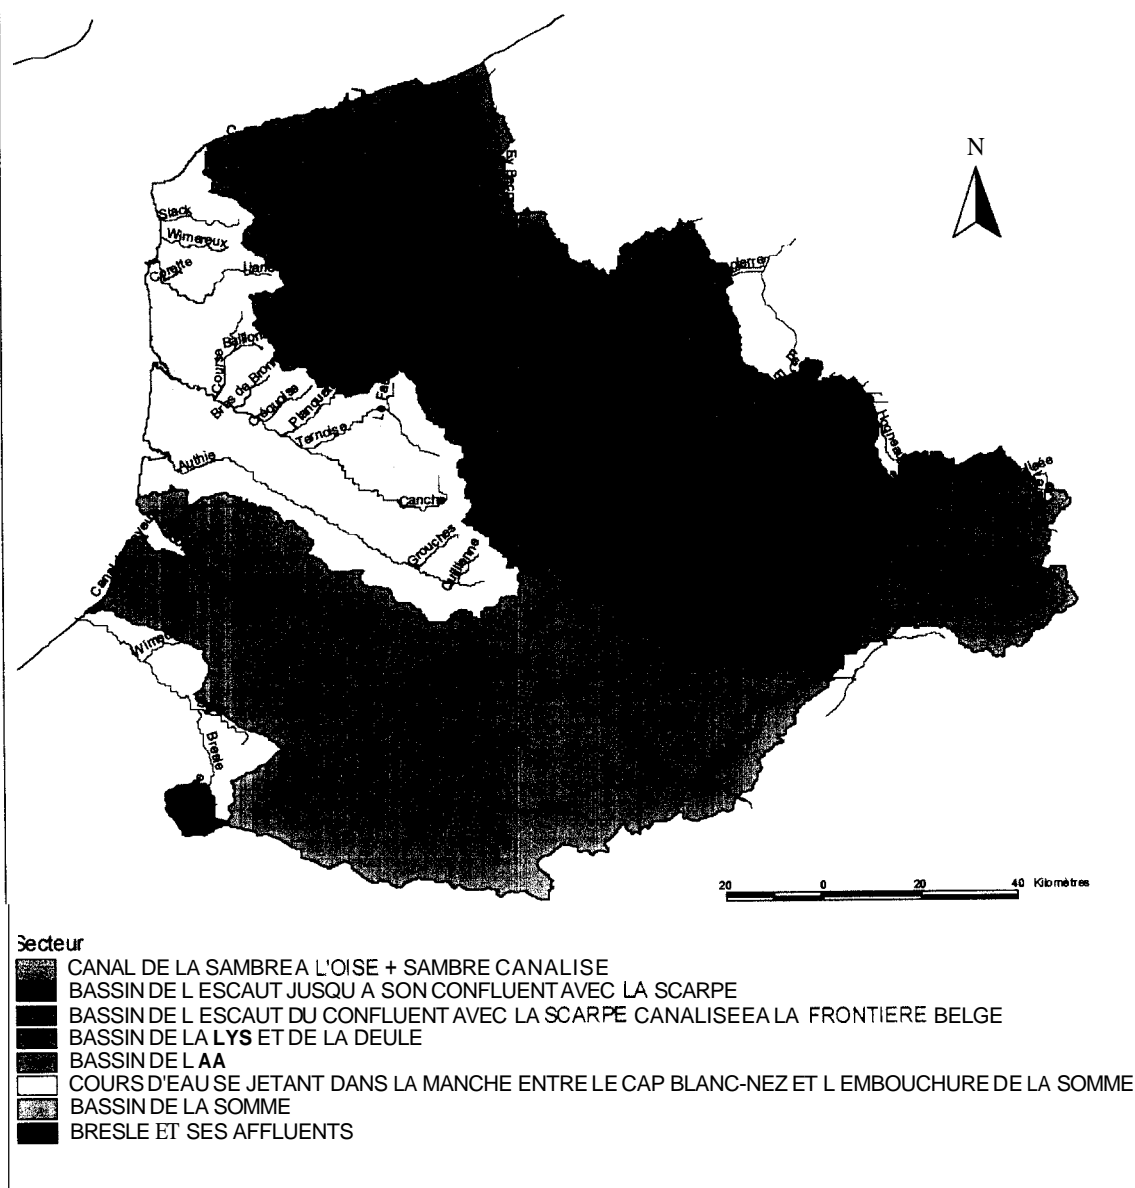 N
Slack
Wimereux
Liane
Course
Créquoise
Ternoise
Authie
Canche
Grouches
Quillienne
Bresle
Hogneau
20 0 20 40 Kilomètres
Secteur
CANAL DE LA SAMBRE A L'OISE + SAMBRE CANALISE
BASSIN DE L ESCAUT JUSQU A SON CONFLUENT AVEC LA SCARPE
BASSIN DE L ESCAUT DU CONFLUENT AVEC LA SCARPE CANALISEE A LA FRONTIERE BELGE
BASSIN DE LA LYS ET DE LA DEULE
BASSIN DE L AA
COURS D'EAU SE JETANT DANS LA MANCHE ENTRE LE CAP BLANC-NEZ ET L EMBOUCHURE DE LA SOMME
BASSIN DE LA SOMME
BRESLE ET SES AFFLUENTS